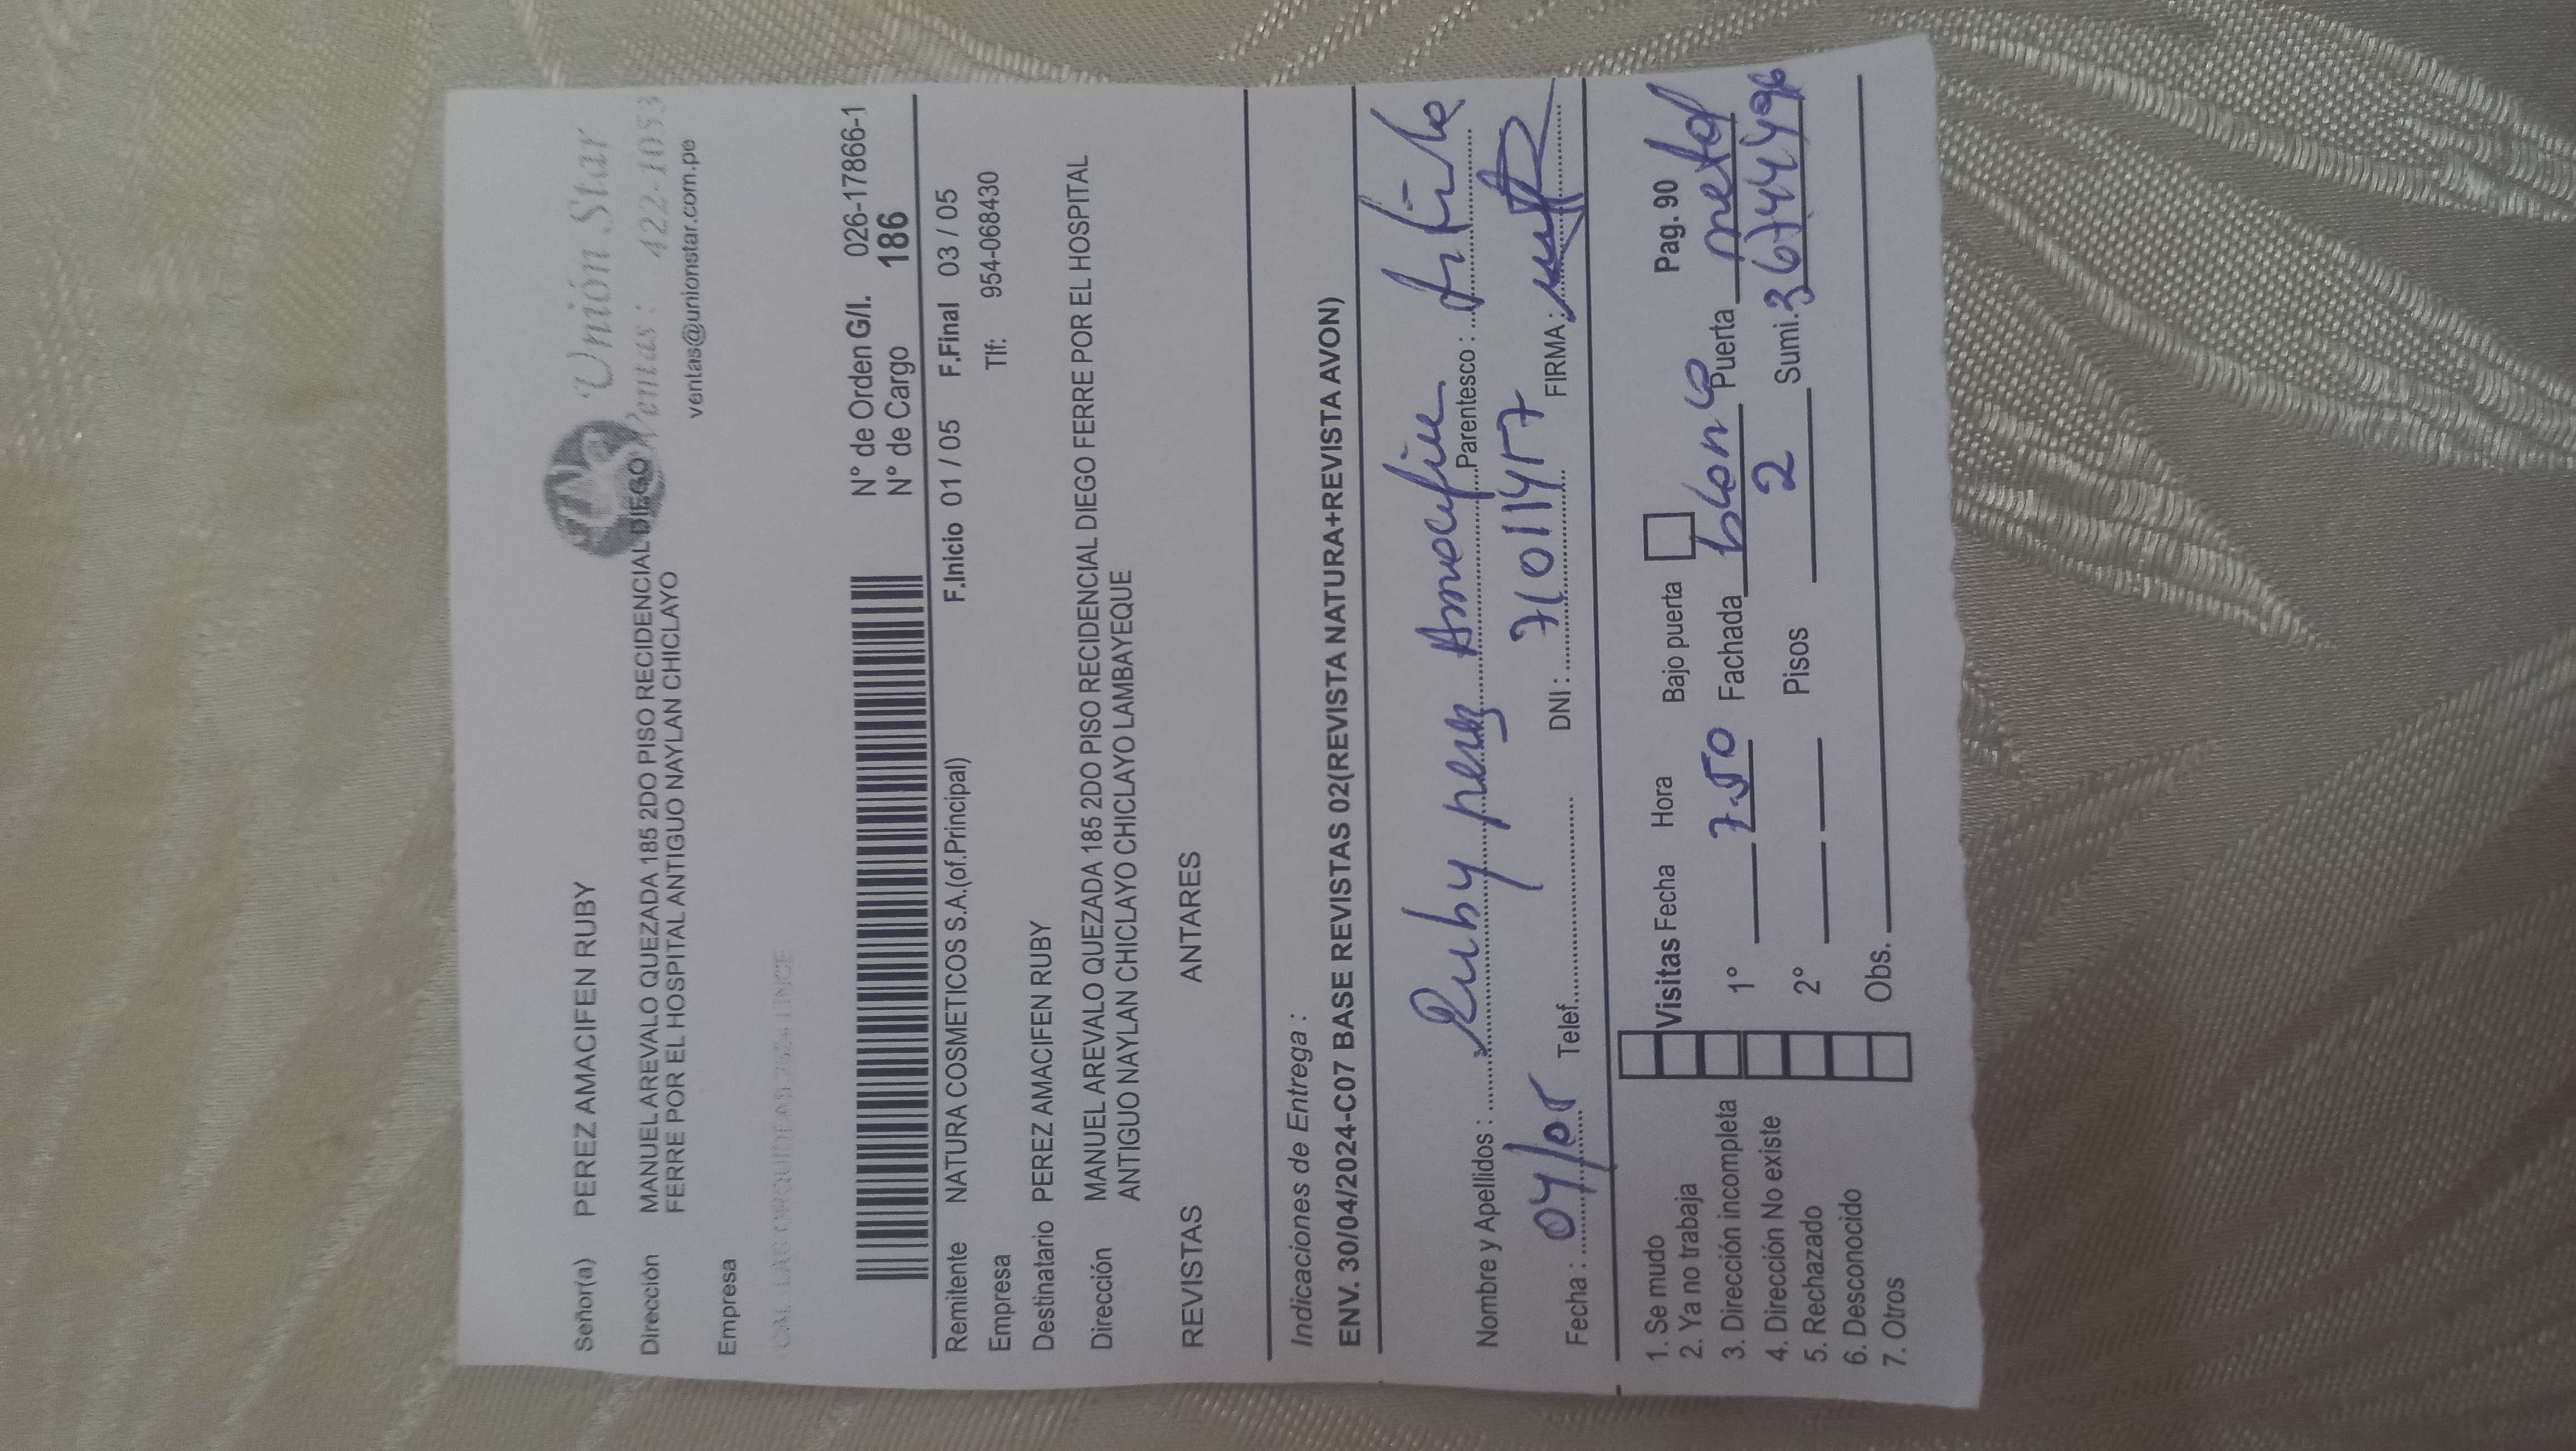 Unión Star
Ventas: 422-1053
ventas@unionstar.com.pe
Señor(a) PEREZ AMACIFEN RUBY
Dirección MANUEL AREVALO QUEZADA 185 2DO PISO RECIDENCIAL DIEGO
FERRE POR EL HOSPITAL ANTIGUO NAYLAN CHICLAYO
Empresa
N° de Orden G/I. 026-17866-1
N° de Cargo 186
Remitente NATURA COSMETICOS S.A.(of.Principal) F.Inicio 01 / 05 F.Final 03 / 05
Empresa Tlf: 954-068430
Destinatario PEREZ AMACIFEN RUBY
Dirección MANUEL AREVALO QUEZADA 185 2DO PISO RECIDENCIAL DIEGO FERRE POR EL HOSPITAL
ANTIGUO NAYLAN CHICLAYO CHICLAYO LAMBAYEQUE
REVISTAS ANTARES
Indicaciones de Entrega :
ENV. 30/04/2024-C07 BASE REVISTAS 02(REVISTA NATURA+REVISTA AVON)
Nombre y Apellidos : Ruby perez Amacifen Parentesco :
Fecha : 04/05 Telef. DNI : 71011457 FIRMA :
1. Se mudo
2. Ya no trabaja
3. Dirección incompleta
4. Dirección No existe
5. Rechazado
6. Desconocido
7. Otros
Visitas Fecha Hora Bajo puerta Pag. 90
1° 7:50 Fachada blanco Puerta metal
2° Pisos 2 Sumi.
Obs.